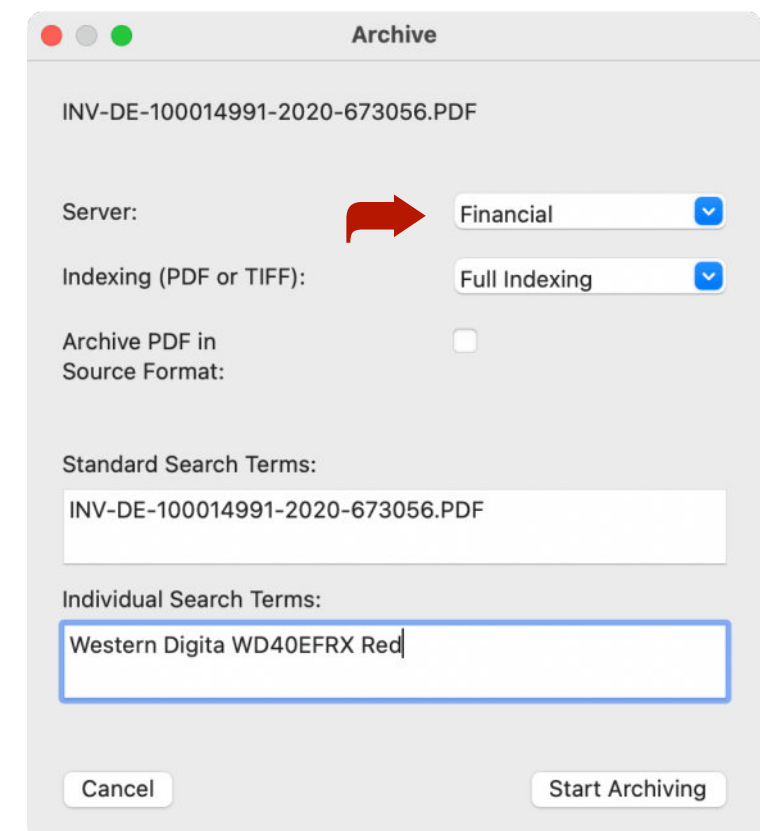 Archive
INV-DE-100014991-2020-673056.PDF
Server:
Financial
Indexing (PDF or TIFF):
Full Indexing
Archive PDF in
Source Format:
Standard Search Terms:
INV-DE-100014991-2020-673056.PDF
Individual Search Terms:
Western Digita WD40EFRX Red
Cancel
Start Archiving